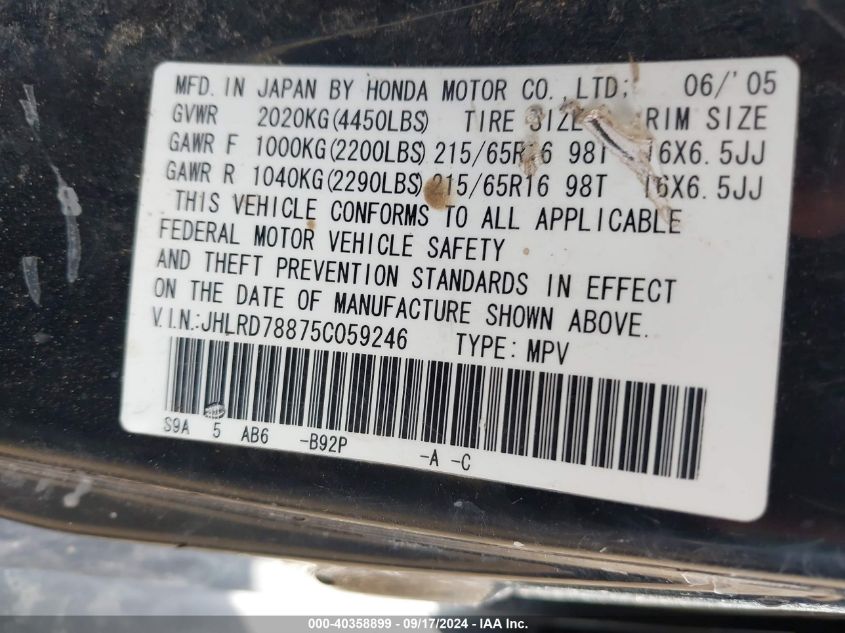 MFD. IN JAPAN BY HONDA MOTOR CO., LTD; 06/'05
GVWR 2020KG(4450LBS) TIRE SIZE RIM SIZE
GAWR F 1000KG(2200LBS) 215/65R16 98T 16X6.5JJ
GAWR R 1040KG(2290LBS) 215/65R16 98T 16X6.5JJ
THIS VEHICLE CONFORMS TO ALL APPLICABLE
FEDERAL MOTOR VEHICLE SAFETY
AND THEFT PREVENTION STANDARDS IN EFFECT
ON THE DATE OF MANUFACTURE SHOWN ABOVE.
V.I.N.:JHLRD78875C059246 TYPE: MPV
S9A 5 AB6 -B92P -A -C
000-40358899 - 09/17/2024 - IAA Inc.